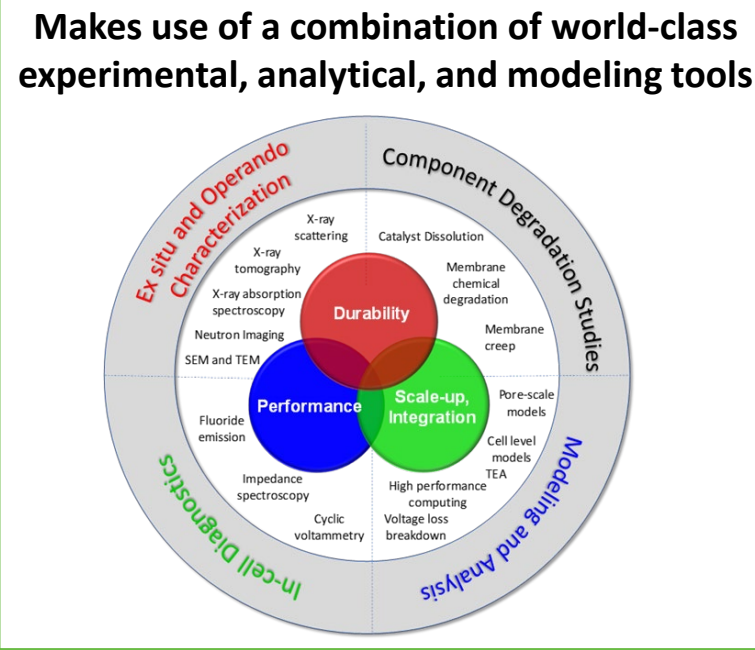 Makes use of a combination of world-class
experimental, analytical, and modeling tools
Ex situ and Operando
Characterization
Component Degradation Studies
X-ray
scattering
X-ray
tomography
X-ray absorption
spectroscopy
Neutron Imaging
SEM and TEM
Catalyst Dissolution
Membrane
chemical
degradation
Membrane
creep
Durability
Performance
Scale-up,
Integration
Fluoride
emission
Impedance
spectroscopy
Cyclic
voltammetry
Pore-scale
models
Cell level
models
TEA
High performance
computing
Voltage loss
breakdown
In-cell Diagnostics
Modeling and Analysis